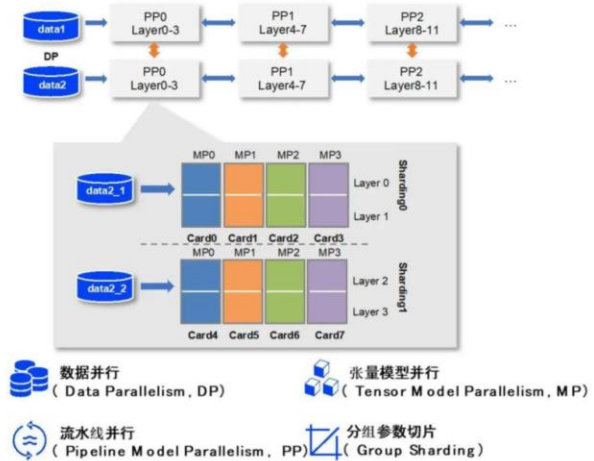 data1
PP0
Layer0-3
PP1
Layer4-7
PP2
Layer8-11
...
DP
data2
PP0
Layer0-3
PP1
Layer4-7
PP2
Layer8-11
...
MP0 MP1 MP2 MP3
data2_1
Layer 0
Layer 1
Sharding0
Card0 Card1 Card2 Card3
MP0 MP1 MP2 MP3
data2_2
Layer 2
Layer 3
Sharding1
Card4 Card5 Card6 Card7
数据并行
( Data Parallelism, DP)
张量模型并行
( Tensor Model Parallelism, MP)
流水线并行
( Pipeline Model Parallelism, PP)
分组参数切片
( Group Sharding)